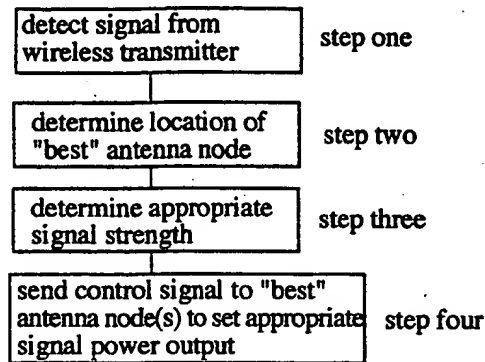 detect signal from
wireless transmitter
step one
determine location of
"best" antenna node
step two
determine appropriate
signal strength
step three
send control signal to "best"
antenna node(s) to set appropriate
signal power output
step four